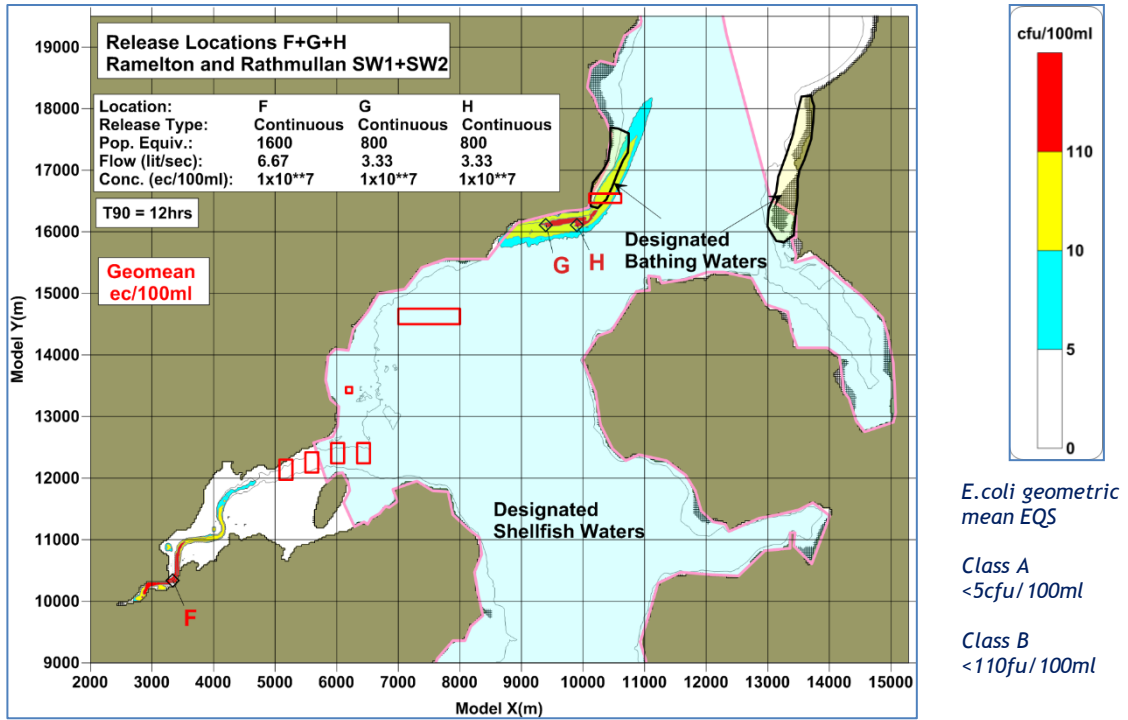 Release Locations F+G+H
Ramelton and Rathmullan SW1+SW2
Location: F G H
Release Type: Continuous Continuous Continuous
Pop. Equiv.: 1600 800 800
Flow (lit/sec): 6.67 3.33 3.33
Conc. (ec/100ml): 1x10**7 1x10**7 1x10**7
T90 = 12hrs
Geomean
ec/100ml
G H
F
Designated
Bathing Waters
Designated
Shellfish Waters
19000
18000
17000
16000
15000
14000
13000
12000
11000
10000
9000
Model Y(m)
2000 3000 4000 5000 6000 7000 8000 9000 10000 11000 12000 13000 14000 15000
Model X(m)
cfu/100ml
110
10
5
0
E.coli geometric
mean EQS
Class A
<5cfu/100ml
Class B
<110fu/100ml